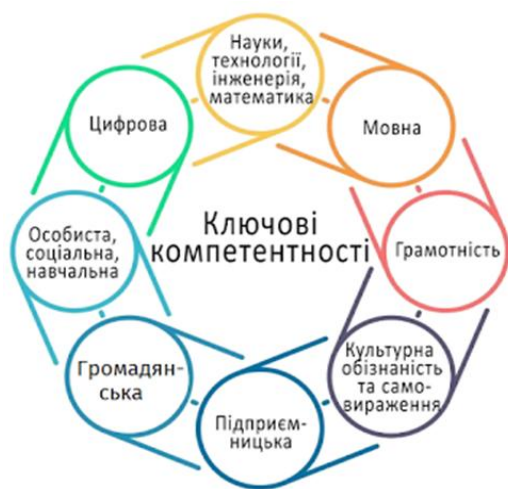 Науки,
технології,
інженерія,
математика
Мовна
Грамотність
Культурна
обізнаність
та само-
вираження
Підприєм-
ницька
Громадян-
ська
Особиста,
соціальна,
навчальна
Цифрова
Ключові
компетентності